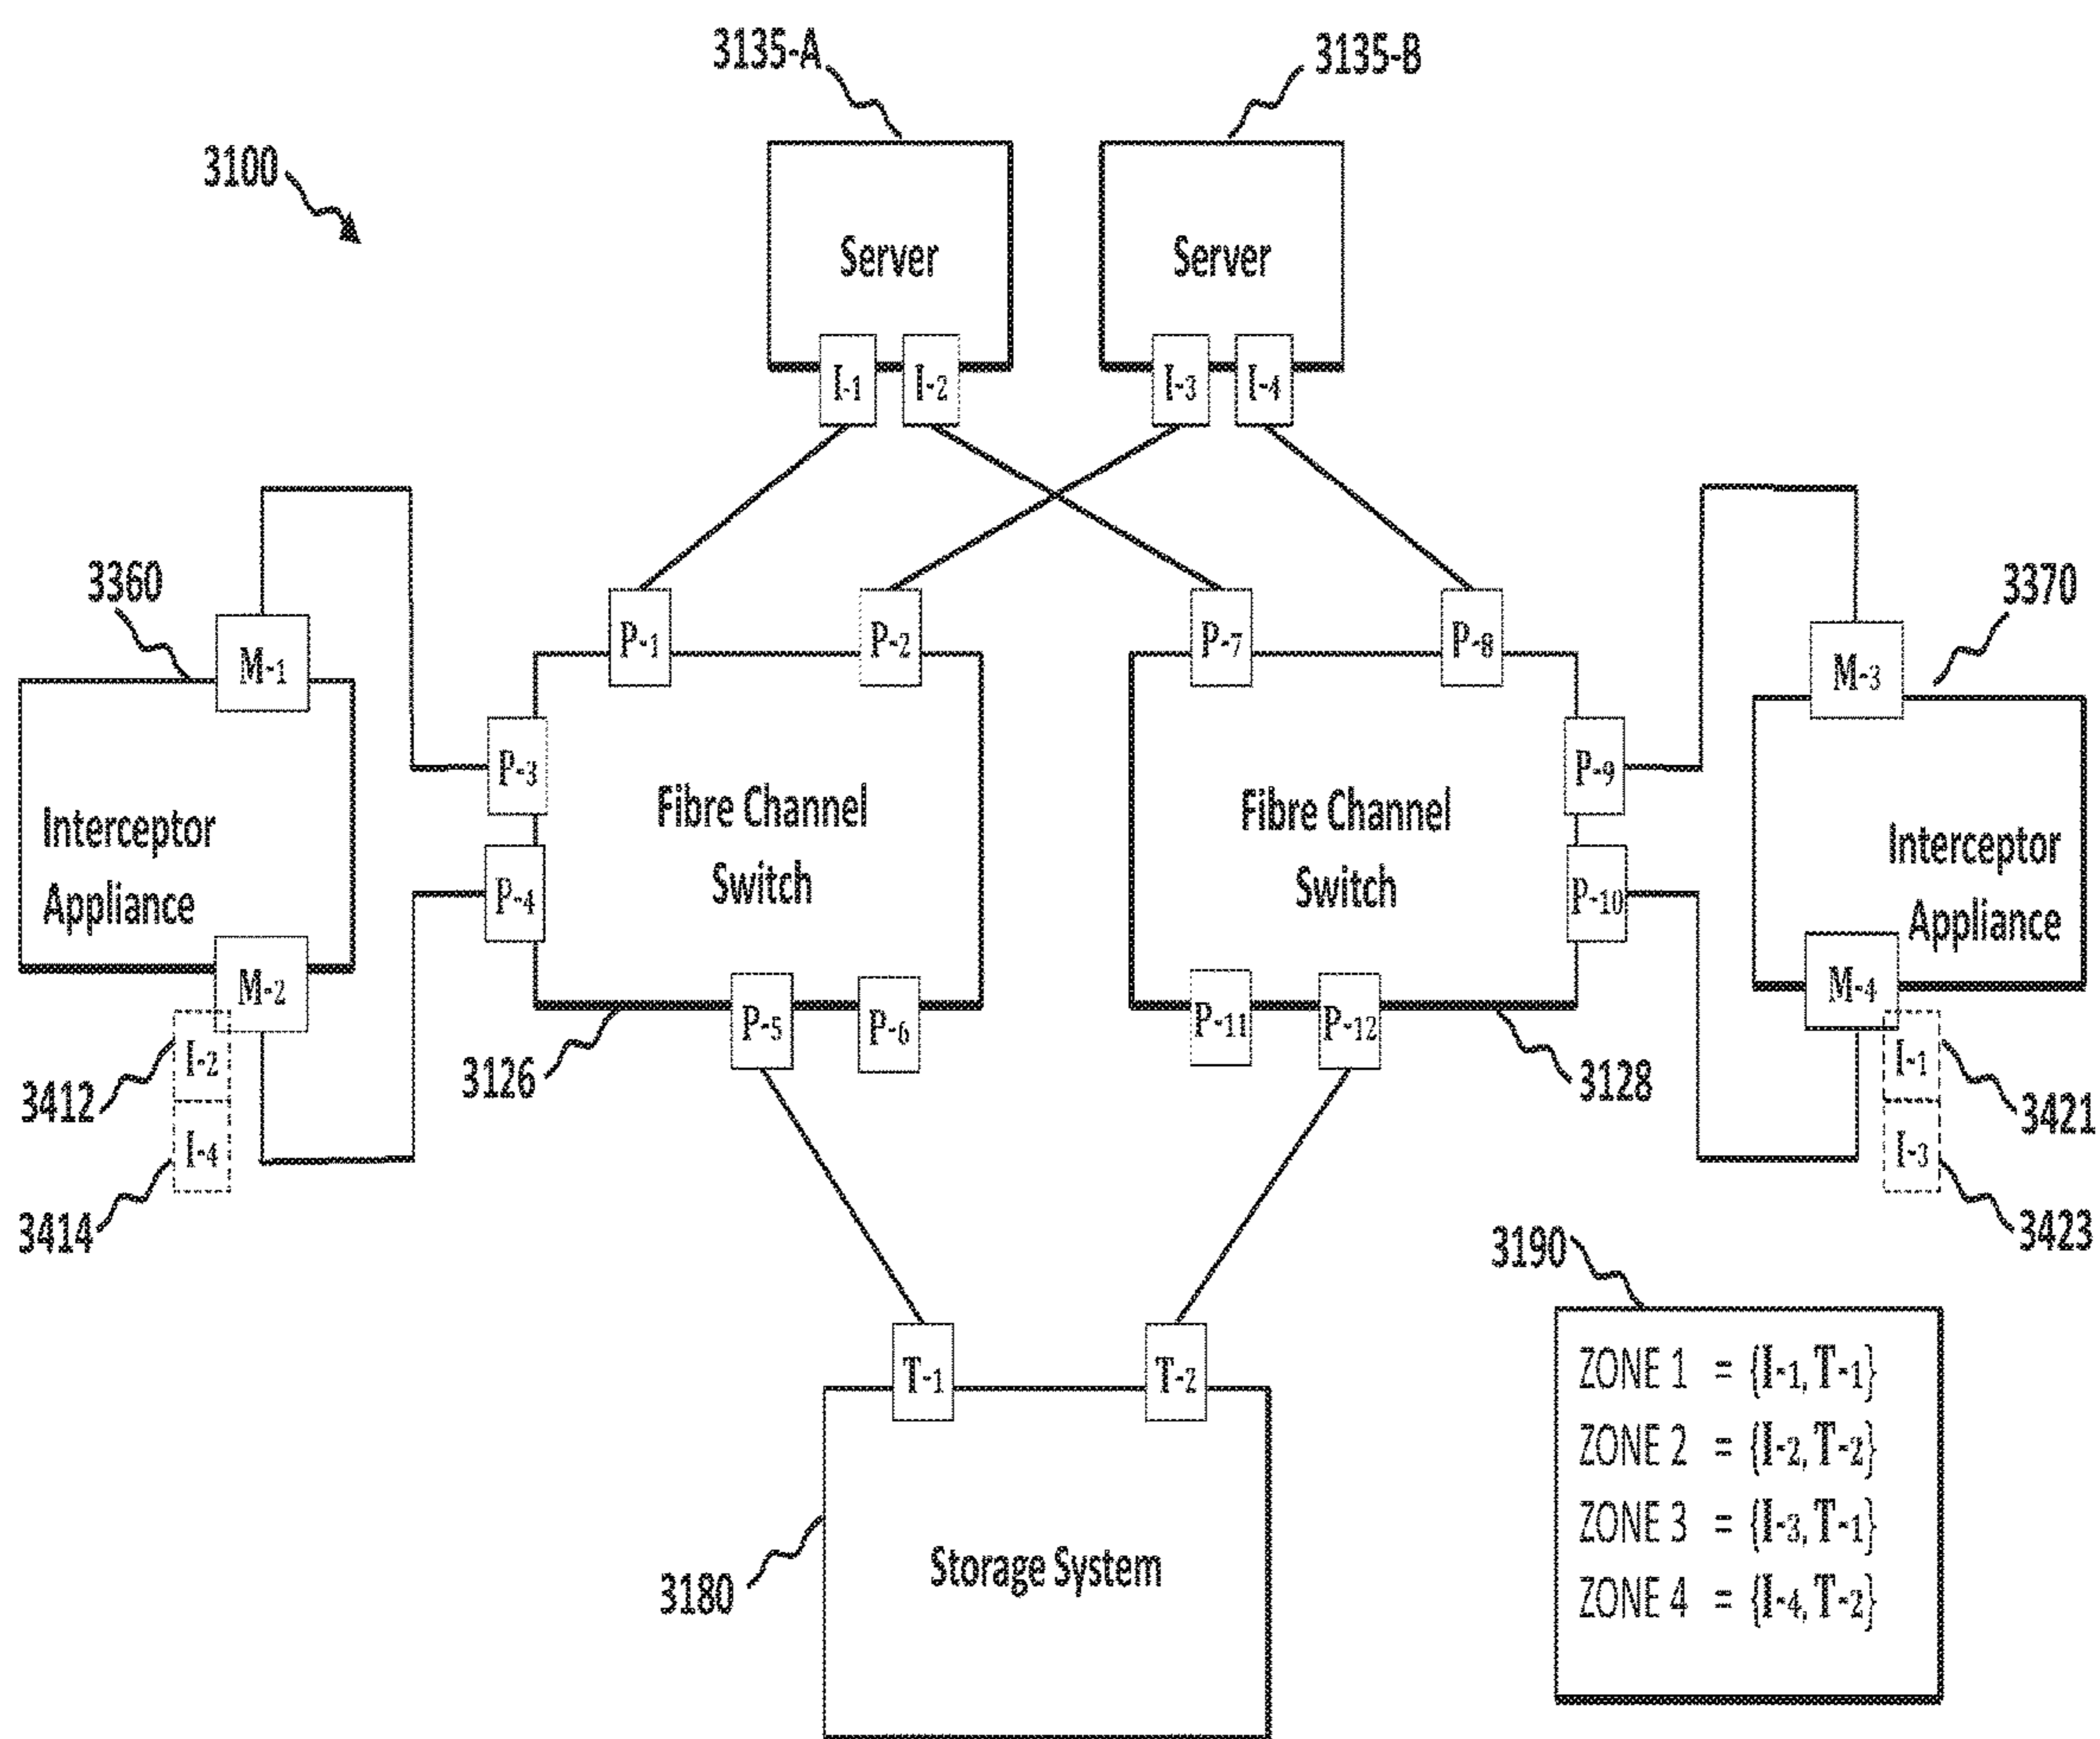 3135-A
3135-B
3100
Server
Server
I-1
I-2
I-3
I-4
3360
3370
M-1
P-1
P-2
P-7
P-8
M-3
P-3
P-9
Fibre Channel
Switch
Fibre Channel
Switch
Interceptor
Appliance
Interceptor
Appliance
P-4
P-10
M-2
M-4
P-5
P-6
P-11
P-12
3126
3128
I-2
3412
I-4
3414
I-1
3421
I-3
3423
3190
T-1
T-2
ZONE 1 = {I-1, T-1}
ZONE 2 = {I-2, T-2}
ZONE 3 = {I-3, T-1}
ZONE 4 = {I-4, T-2}
Storage System
3180